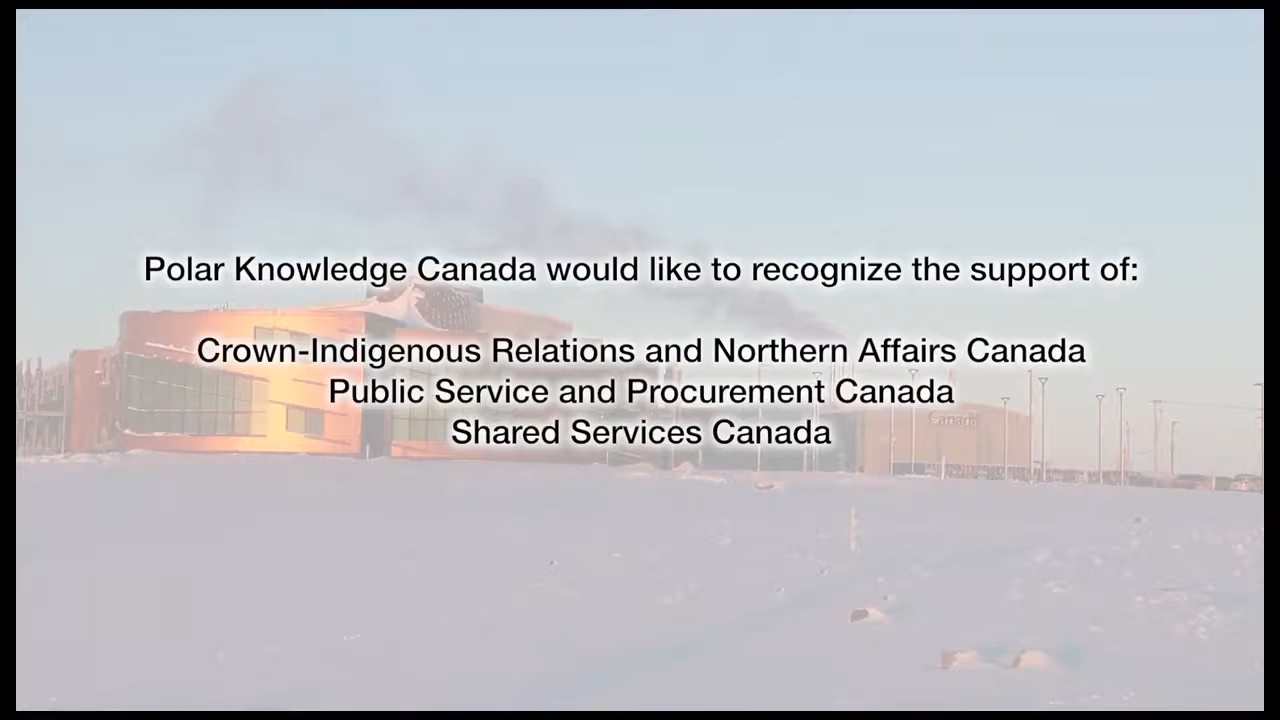 Polar Knowledge Canada would like to recognize the support of:
Crown-Indigenous Relations and Northern Affairs Canada
Public Service and Procurement Canada
Shared Services Canada
Canada